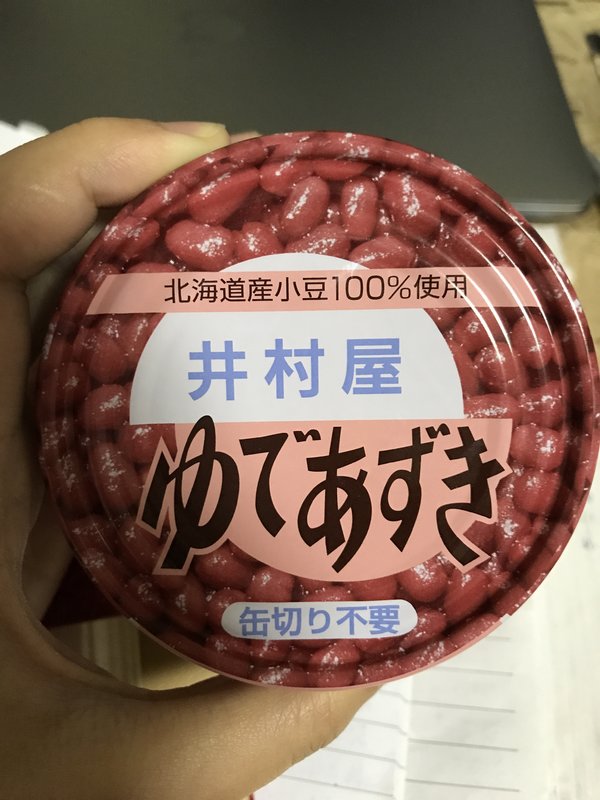 北海道産小豆100%使用
井村屋
ゆであずき
缶切り不要